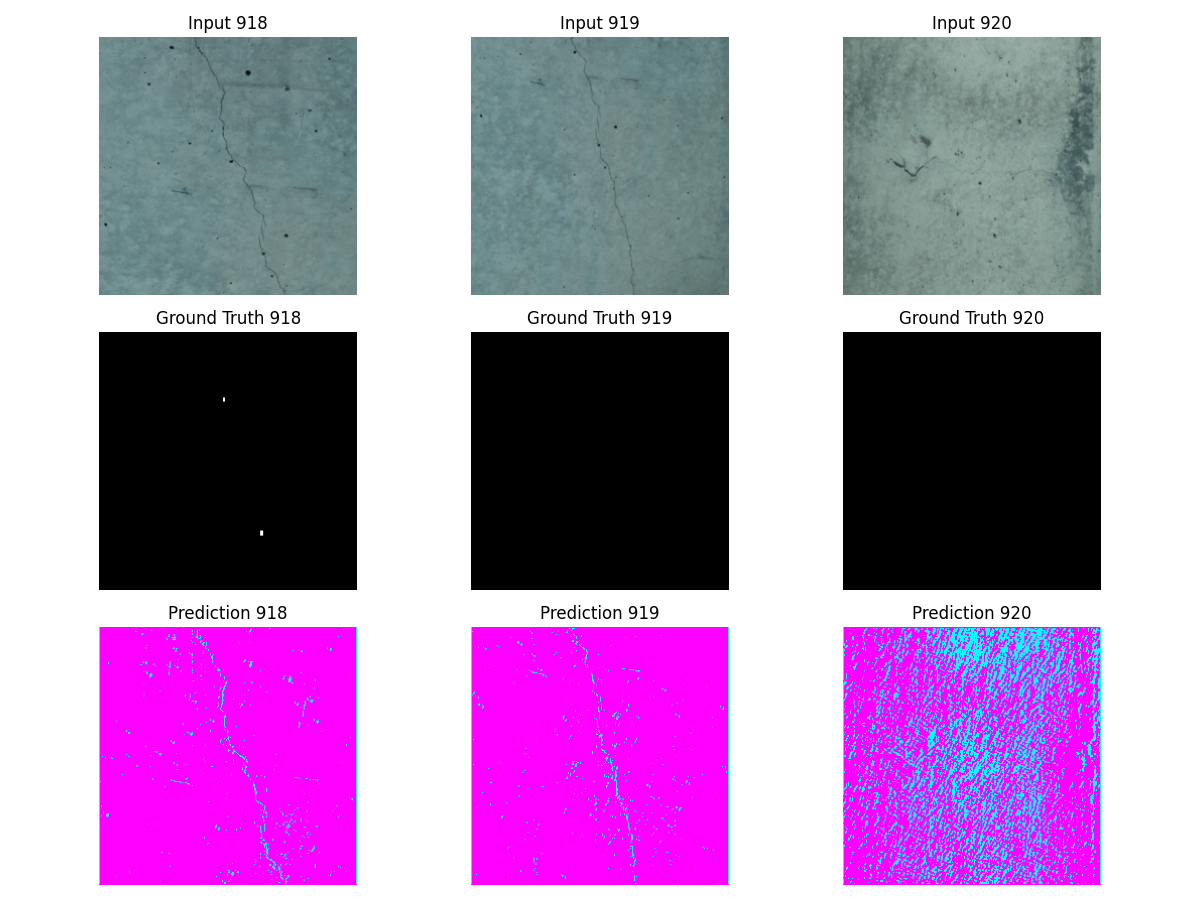 Input 918
Input 919
Input 920
Ground Truth 918
Ground Truth 919
Ground Truth 920
Prediction 918
Prediction 919
Prediction 920